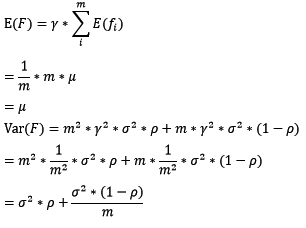 E(F) = γ * ∑_i^m E(f_i)
= 1/m * m * μ
= μ
Var(F) = m² * γ² * σ² * ρ + m * γ² * σ² * (1 − ρ)
= m² * 1/m² * σ² * ρ + m * 1/m² * σ² * (1 − ρ)
= σ² * ρ + σ² * (1 − ρ)/m